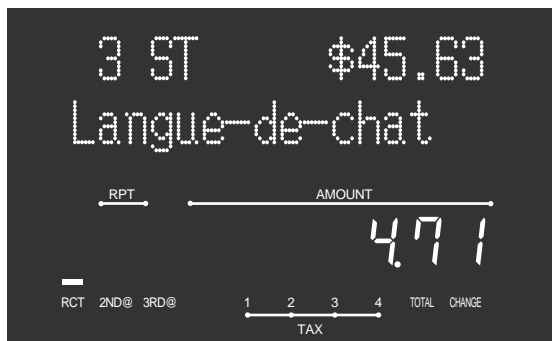 3 ST $45.63
Langue-de-chat
RPT AMOUNT
4.71
RCT 2ND@ 3RD@ 1 2 3 4 TOTAL CHANGE
TAX